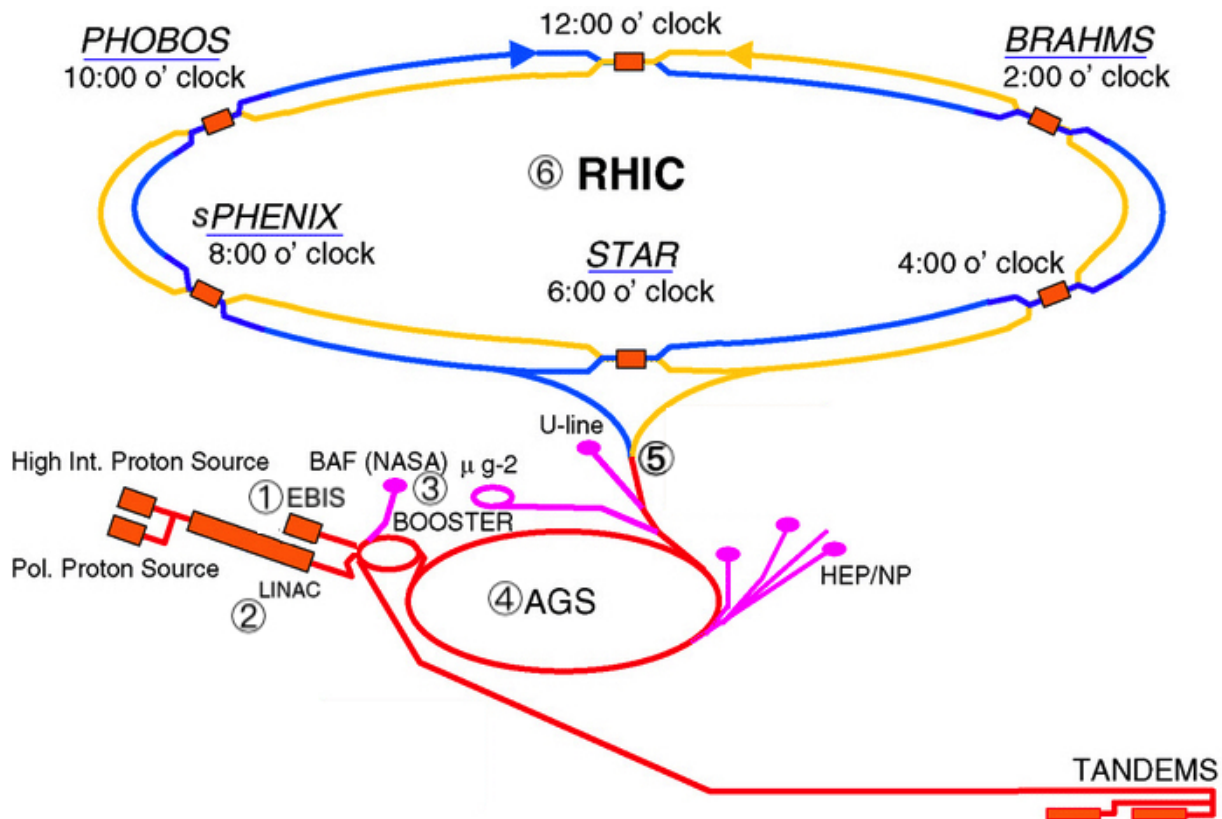 PHOBOS
10:00 o' clock
12:00 o' clock
BRAHMS
2:00 o' clock
⑥ RHIC
sPHENIX
8:00 o' clock
STAR
6:00 o' clock
4:00 o' clock
U-line
⑤
High Int. Proton Source
BAF (NASA)
③
μ g-2
① EBIS
BOOSTER
Pol. Proton Source
LINAC
②
④ AGS
HEP/NP
TANDEMS